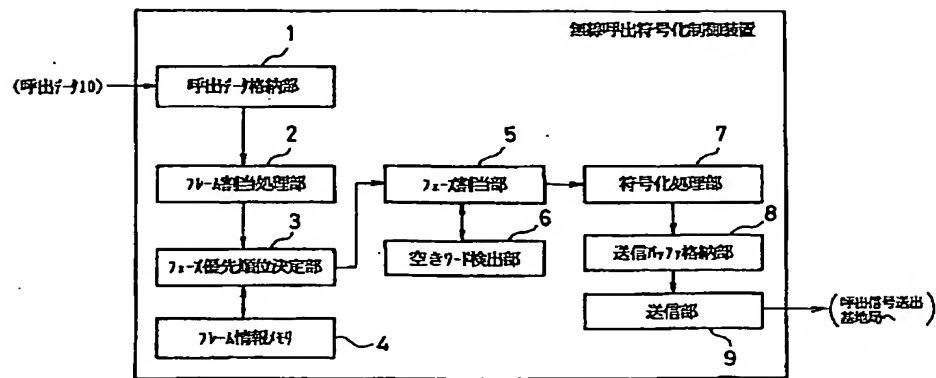 無線呼出符号化制御装置
1
(呼出データ10)
呼出データ格納部
2
フレーム割当処理部
3
フェーズ優先順位決定部
フレーム情報メモリ
4
5
フェーズ割当部
6
空きワード検出部
7
符号化処理部
8
送信バッファ格納部
送信部
9
(呼出信号送出
基地局へ)